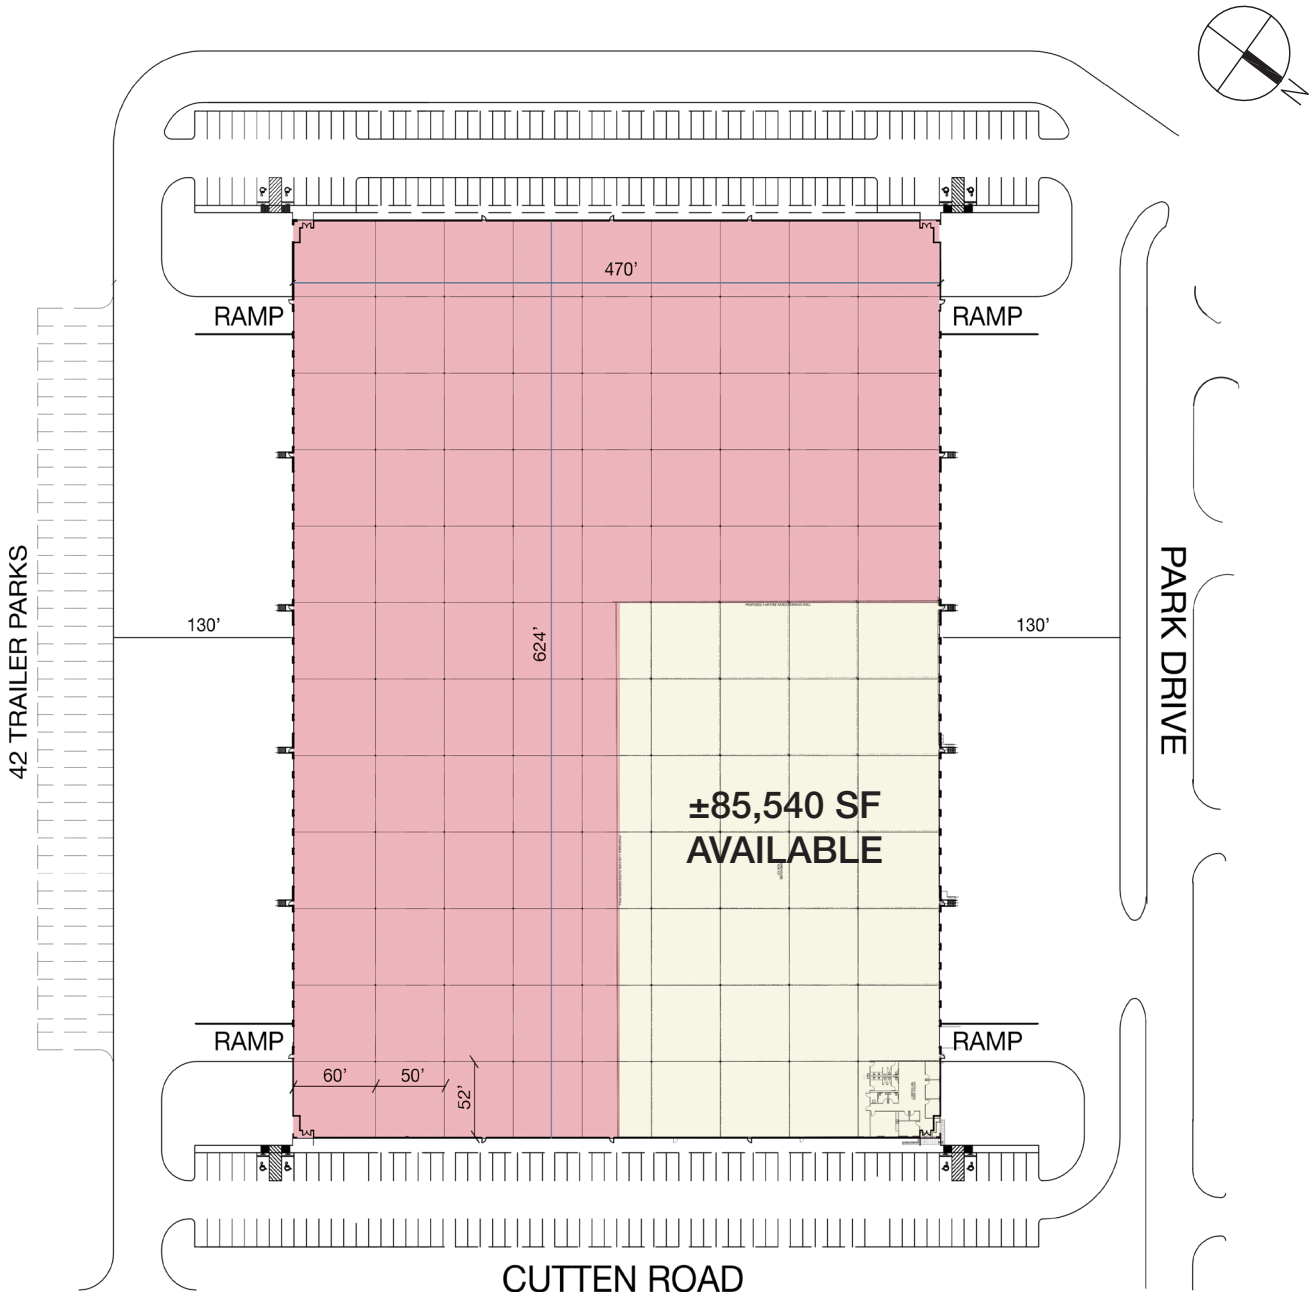 N
470'
RAMP
RAMP
42 TRAILER PARKS
130'
624'
130'
PARK DRIVE
±85,540 SF
AVAILABLE
RAMP
RAMP
60'
50'
52'
CUTTEN ROAD